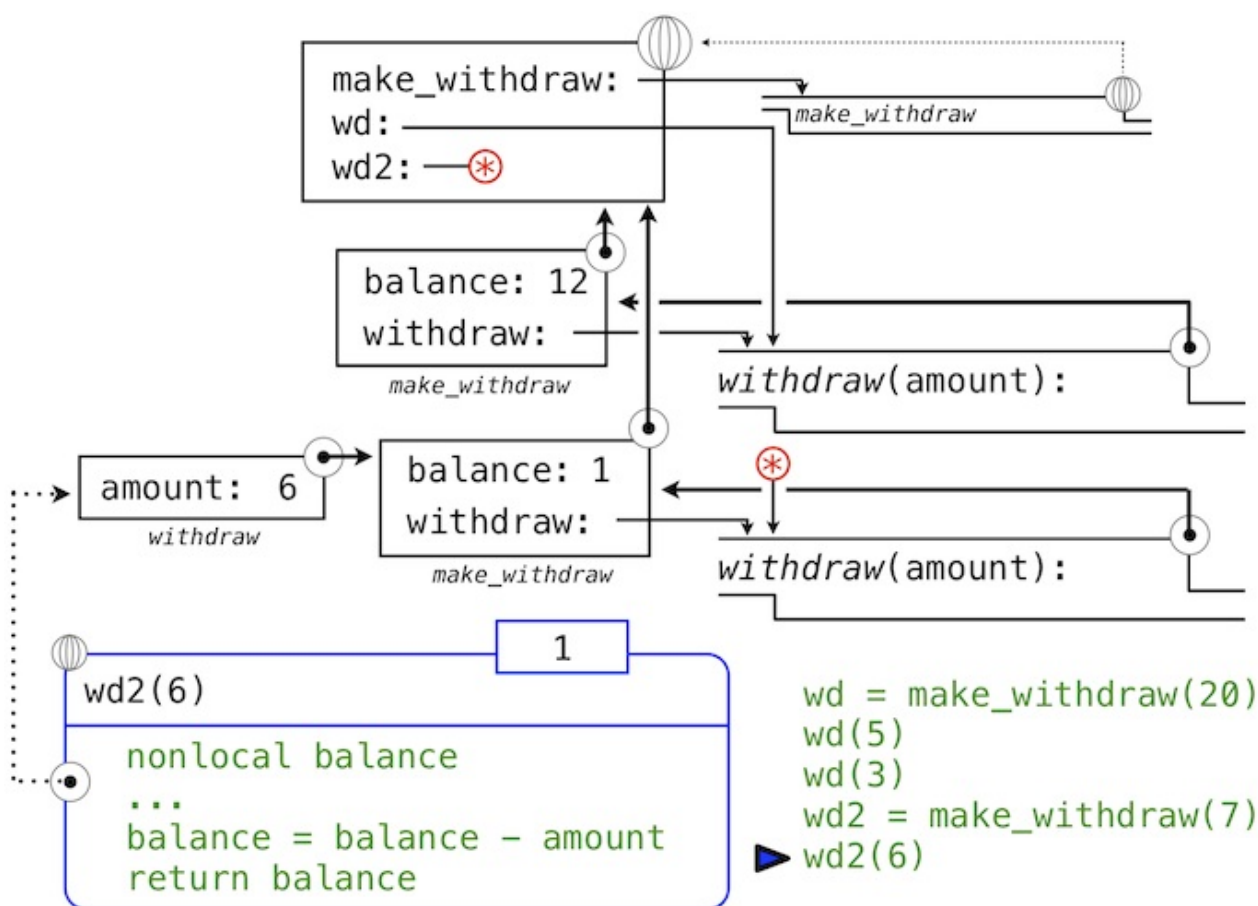 make_withdraw:
make_withdraw
wd:
wd2: *
balance: 12
withdraw:
make_withdraw
withdraw(amount):
*
amount: 6
withdraw
balance: 1
withdraw:
make_withdraw
withdraw(amount):
1
wd2(6)
nonlocal balance
...
balance = balance - amount
return balance
wd = make_withdraw(20)
wd(5)
wd(3)
wd2 = make_withdraw(7)
wd2(6)